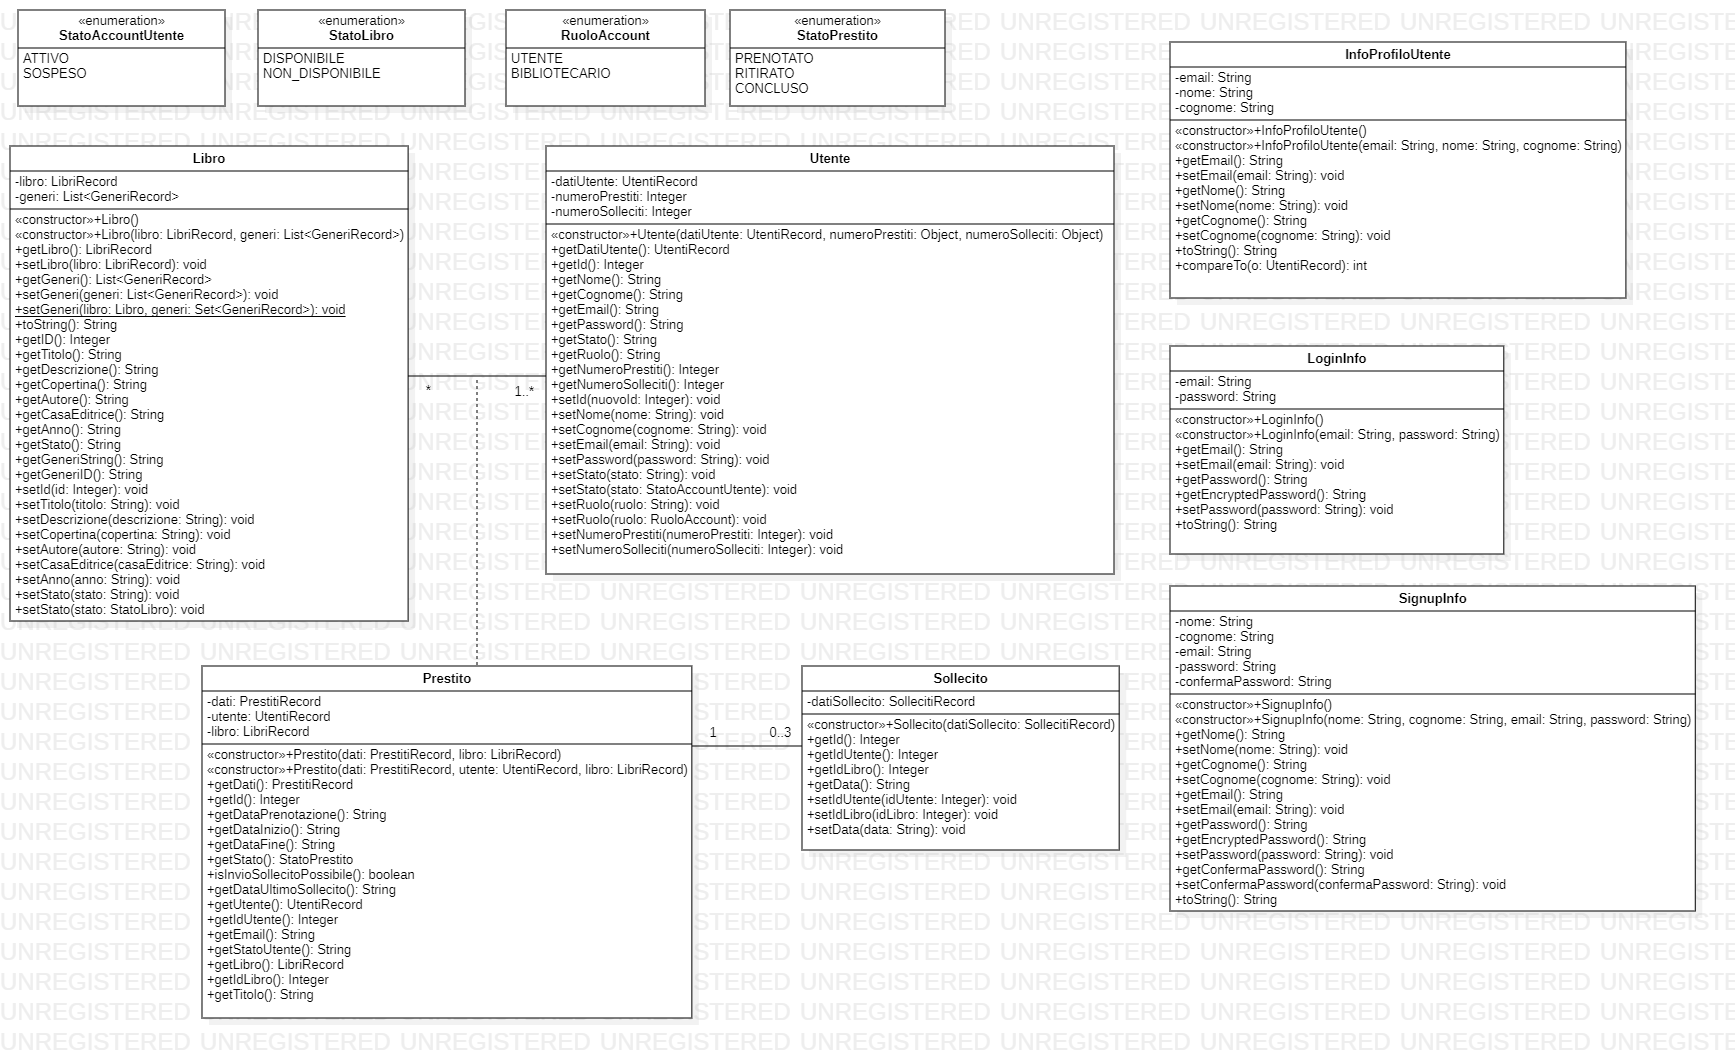 «enumeration»
StatoAccountUtente
ATTIVO
SOSPESO
«enumeration»
StatoLibro
DISPONIBILE
NON_DISPONIBILE
«enumeration»
RuoloAccount
UTENTE
BIBLIOTECARIO
«enumeration»
StatoPrestito
PRENOTATO
RITIRATO
CONCLUSO
Libro
-libro: LibriRecord
-generi: List<GeneriRecord>
«constructor»+Libro()
«constructor»+Libro(libro: LibriRecord, generi: List<GeneriRecord>)
+getLibro(): LibriRecord
+setLibro(libro: LibriRecord): void
+getGeneri(): List<GeneriRecord>
+setGeneri(generi: List<GeneriRecord>): void
+setGeneri(libro: Libro, generi: Set<GeneriRecord>): void
+toString(): String
+getID(): Integer
+getTitolo(): String
+getDescrizione(): String
+getCopertina(): String
+getAutore(): String
+getCasaEditrice(): String
+getAnno(): String
+getStato(): String
+getGeneriString(): String
+getGeneriID(): String
+setId(id: Integer): void
+setTitolo(titolo: String): void
+setDescrizione(descrizione: String): void
+setCopertina(copertina: String): void
+setAutore(autore: String): void
+setCasaEditrice(casaEditrice: String): void
+setAnno(anno: String): void
+setStato(stato: String): void
+setStato(stato: StatoLibro): void
*
1..*
Utente
-datiUtente: UtentiRecord
-numeroPrestiti: Integer
-numeroSolleciti: Integer
«constructor»+Utente(datiUtente: UtentiRecord, numeroPrestiti: Object, numeroSolleciti: Object)
+getDatiUtente(): UtentiRecord
+getId(): Integer
+getNome(): String
+getCognome(): String
+getEmail(): String
+getPassword(): String
+getStato(): String
+getRuolo(): String
+getNumeroPrestiti(): Integer
+getNumeroSolleciti(): Integer
+setId(nuovoId: Integer): void
+setNome(nome: String): void
+setCognome(cognome: String): void
+setEmail(email: String): void
+setPassword(password: String): void
+setStato(stato: String): void
+setStato(stato: StatoAccountUtente): void
+setRuolo(ruolo: String): void
+setRuolo(ruolo: RuoloAccount): void
+setNumeroPrestiti(numeroPrestiti: Integer): void
+setNumeroSolleciti(numeroSolleciti: Integer): void
Prestito
-dati: PrestitiRecord
-utente: UtentiRecord
-libro: LibriRecord
«constructor»+Prestito(dati: PrestitiRecord, libro: LibriRecord)
«constructor»+Prestito(dati: PrestitiRecord, utente: UtentiRecord, libro: LibriRecord)
+getDati(): PrestitiRecord
+getId(): Integer
+getDataPrenotazione(): String
+getDataInizio(): String
+getDataFine(): String
+getStato(): StatoPrestito
+isInvioSollecitoPossibile(): boolean
+getDataUltimoSollecito(): String
+getUtente(): UtentiRecord
+getIdUtente(): Integer
+getEmail(): String
+getStatoUtente(): String
+getLibro(): LibriRecord
+getIdLibro(): Integer
+getTitolo(): String
1
0..3
Sollecito
-datiSollecito: SollecitiRecord
«constructor»+Sollecito(datiSollecito: SollecitiRecord)
+getId(): Integer
+getIdUtente(): Integer
+getIdLibro(): Integer
+getData(): String
+setIdUtente(idUtente: Integer): void
+setIdLibro(idLibro: Integer): void
+setData(data: String): void
InfoProfiloUtente
-email: String
-nome: String
-cognome: String
«constructor»+InfoProfiloUtente()
«constructor»+InfoProfiloUtente(email: String, nome: String, cognome: String)
+getEmail(): String
+setEmail(email: String): void
+getNome(): String
+setNome(nome: String): void
+getCognome(): String
+setCognome(cognome: String): void
+toString(): String
+compareTo(o: UtentiRecord): int
LoginInfo
-email: String
-password: String
«constructor»+LoginInfo()
«constructor»+LoginInfo(email: String, password: String)
+getEmail(): String
+setEmail(email: String): void
+getPassword(): String
+getEncryptedPassword(): String
+setPassword(password: String): void
+toString(): String
SignupInfo
-nome: String
-cognome: String
-email: String
-password: String
-confermaPassword: String
«constructor»+SignupInfo()
«constructor»+SignupInfo(nome: String, cognome: String, email: String, password: String)
+getNome(): String
+setNome(nome: String): void
+getCognome(): String
+setCognome(cognome: String): void
+getEmail(): String
+setEmail(email: String): void
+getPassword(): String
+getEncryptedPassword(): String
+setPassword(password: String): void
+getConfermaPassword(): String
+setConfermaPassword(confermaPassword: String): void
+toString(): String